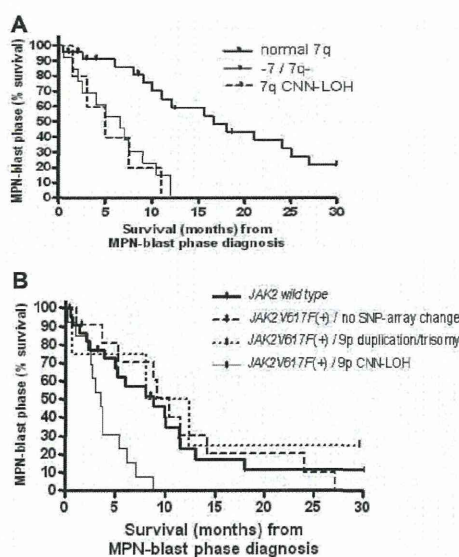 A
normal 7q
-7 / 7q-
7q CNN-LOH
MPN-blast phase (% survival)
100
90
80
70
60
50
40
30
20
10
0
0 5 10 15 20 25 30
Survival (months) from
MPN-blast phase diagnosis
B
JAK2 wild type
JAK2V617F(+) / no SNP-array change
JAK2V617F(+) / 9p duplication/trisomy
JAK2V617F(+) / 9p CNN-LOH
MPN-blast phase (% survival)
100
90
80
70
60
50
40
30
20
10
0
0 5 10 15 20 25 30
Survival (months) from
MPN-blast phase diagnosis